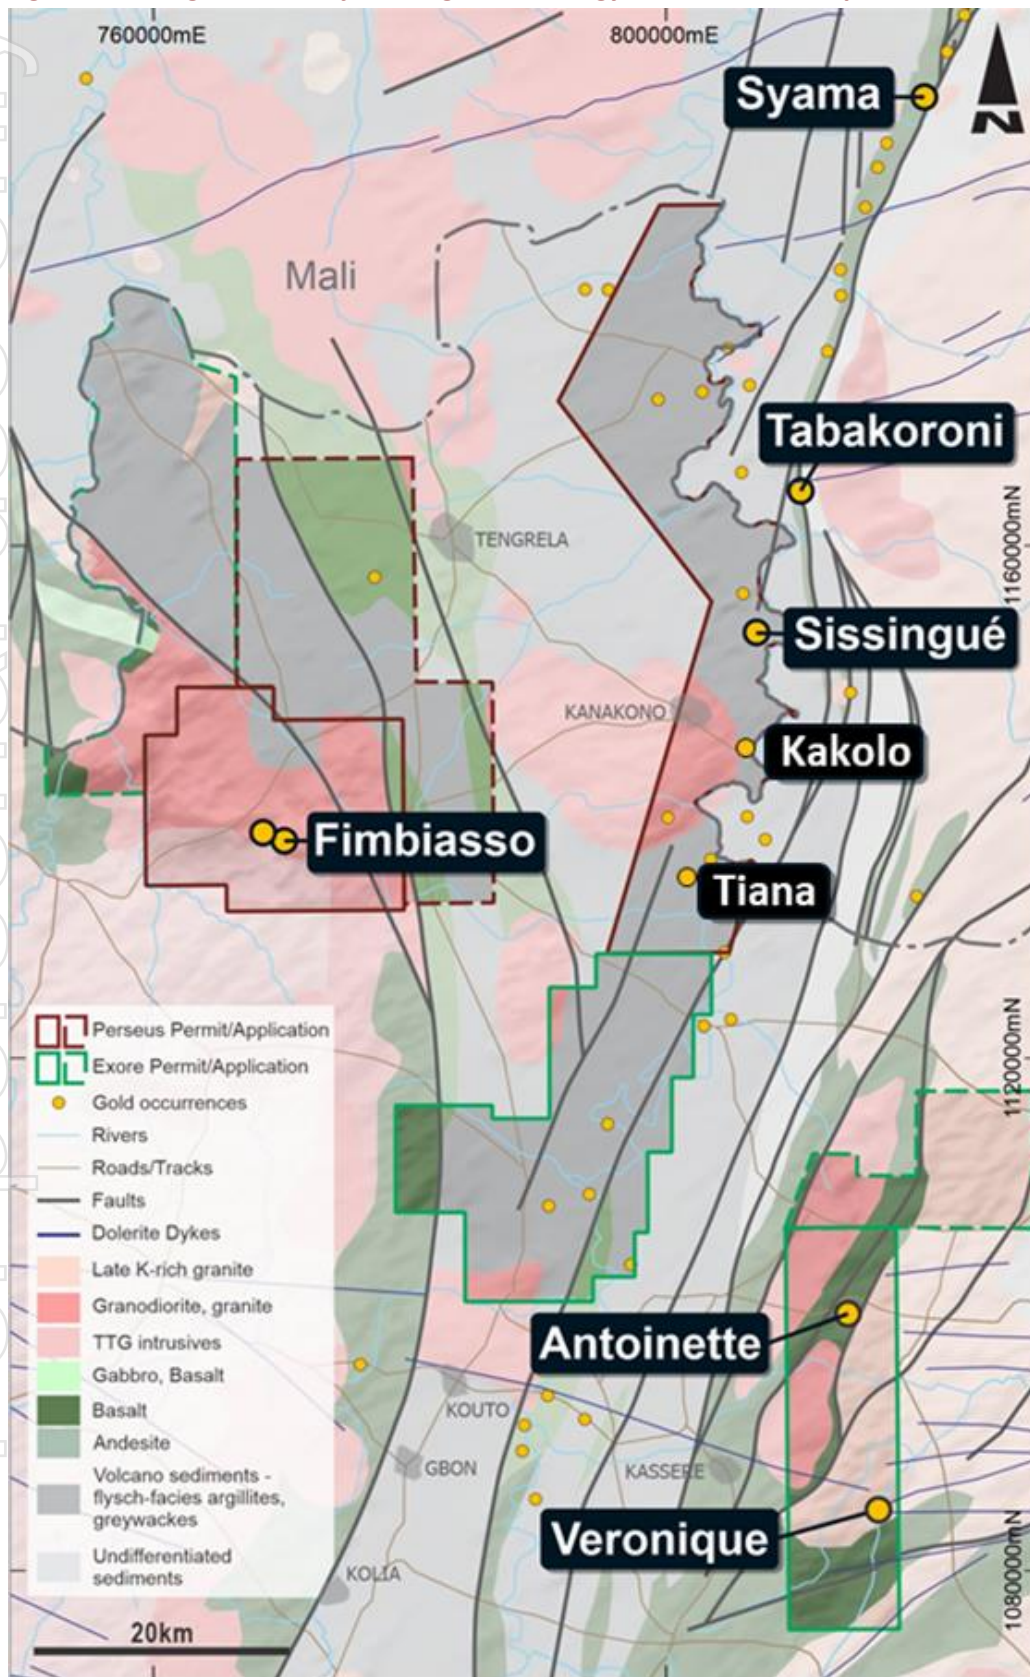 760000mE
800000mE
Syama
N
Mali
Tabakoroni
TENGRELA
1160000mN
Sissingué
KANAKONO
Kakolo
Fimbiasso
Tiana
Perseus Permit/Application
Exore Permit/Application
Gold occurrences
Rivers
Roads/Tracks
Faults
Dolerite Dykes
Late K-rich granite
Granodiorite, granite
TTG intrusives
Gabbro, Basalt
Basalt
Andesite
Volcano sediments -
flysch-facies argillites,
greywackes
Undifferentiated
sediments
1120000mN
Antoinette
KOUTO
GBON
KASSERE
Veronique
KOLIA
1080000mN
20km